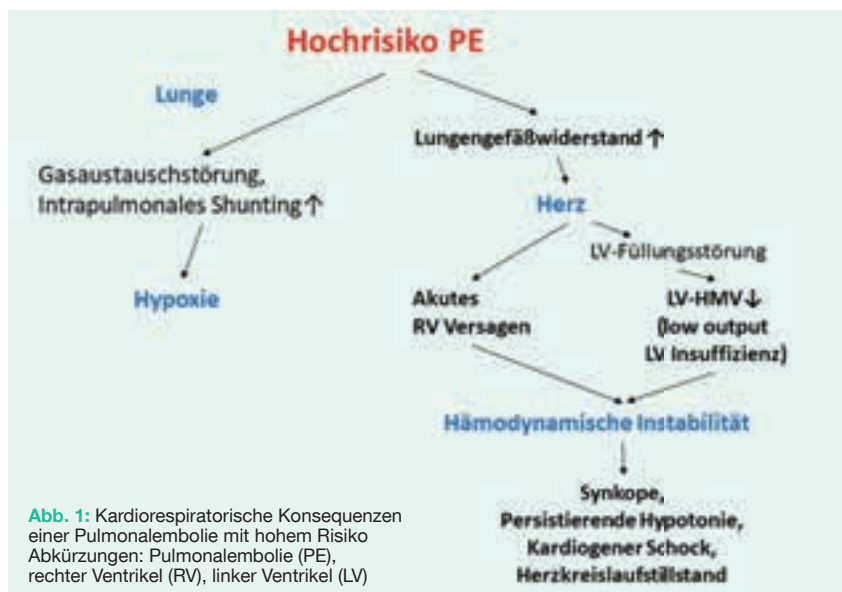 Hochrisiko PE
Lunge
Lungengefäßwiderstand ↑
Gasaustauschstörung,
Intrapulmonales Shunting ↑
Herz
LV-Füllungsstörung
Hypoxie
Akutes
RV Versagen
LV-HMV↓
(low output
LV Insuffizienz)
Hämodynamische Instabilität
Synkope,
Persistierende Hypotonie,
Kardiogener Schock,
Herzkreislaufstillstand
Abb. 1: Kardiorespiratorische Konsequenzen
einer Pulmonalembolie mit hohem Risiko
Abkürzungen: Pulmonalembolie (PE),
rechter Ventrikel (RV), linker Ventrikel (LV)